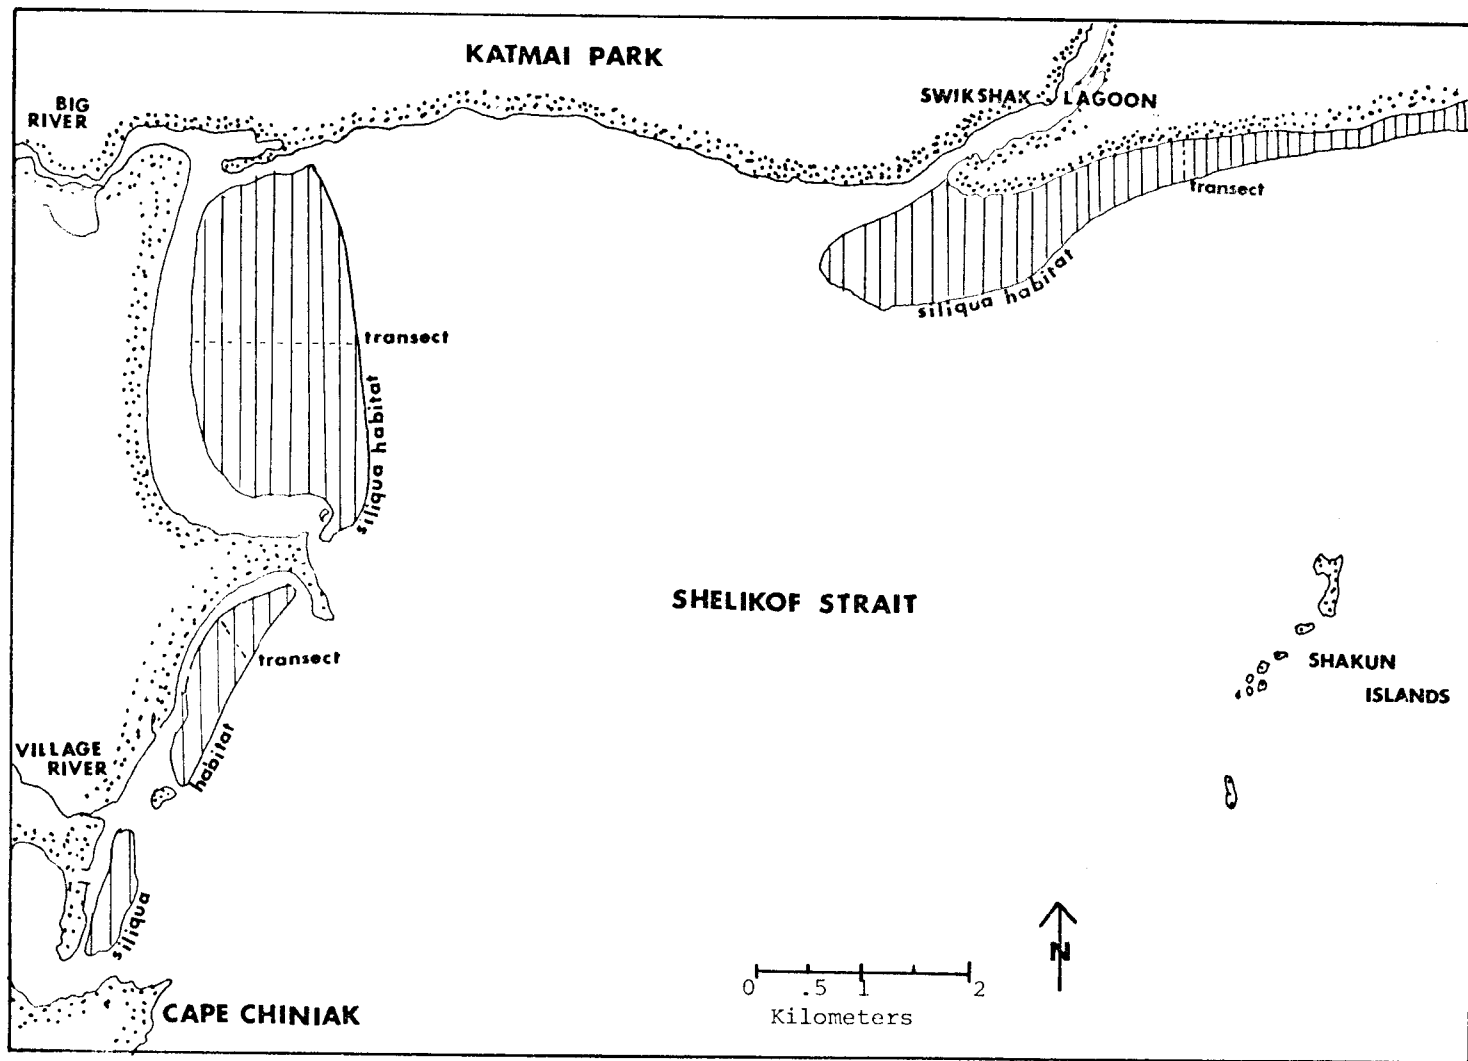 KATMAI PARK
BIG
RIVER
SWIKSHAK LAGOON
transect
siliqua habitat
transect
siliqua habitat
SHELIKOF STRAIT
transect
SHAKUN
ISLANDS
VILLAGE
RIVER
habitat
siliqua
N
0 .5 1 2
Kilometers
CAPE CHINIAK